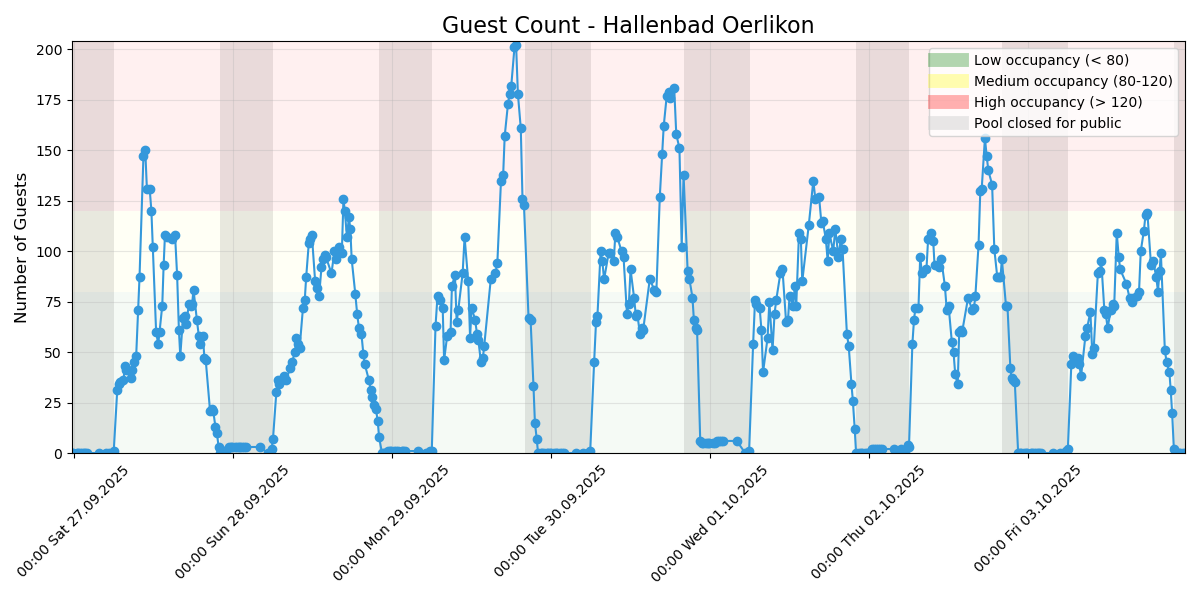 Guest Count - Hallenbad Oerlikon
Number of Guests
200
175
150
125
100
75
50
25
0
Low occupancy (< 80)
Medium occupancy (80-120)
High occupancy (> 120)
Pool closed for public
00:00 Sat 27.09.2025
00:00 Sun 28.09.2025
00:00 Mon 29.09.2025
00:00 Tue 30.09.2025
00:00 Wed 01.10.2025
00:00 Thu 02.10.2025
00:00 Fri 03.10.2025